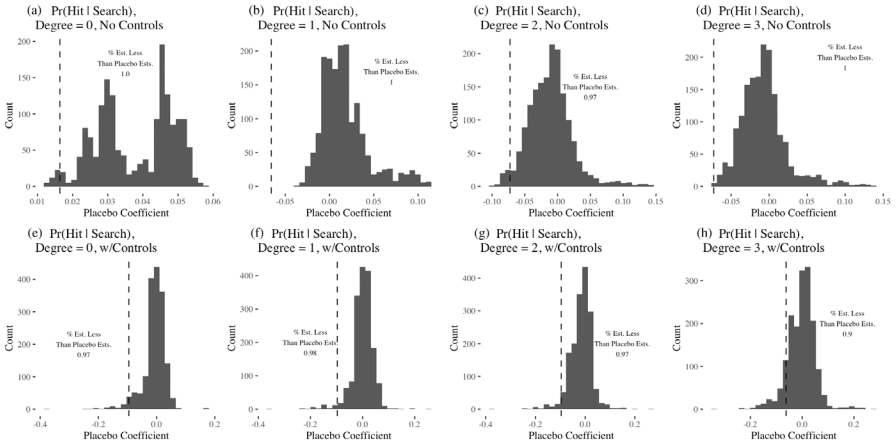 (a) Pr(Hit | Search),
Degree = 0, No Controls
% Est. Less
Than Placebo Ests.
1.0
Count
200
150
100
50
0
0.01 0.02 0.03 0.04 0.05 0.06
Placebo Coefficient
(b) Pr(Hit | Search),
Degree = 1, No Controls
% Est. Less
Than Placebo Ests.
1
Count
200
150
100
50
0
-0.05 0.00 0.05 0.10
Placebo Coefficient
(c) Pr(Hit | Search),
Degree = 2, No Controls
% Est. Less
Than Placebo Ests.
0.97
Count
200
150
100
50
0
-0.10 -0.05 0.00 0.05 0.10 0.15
Placebo Coefficient
(d) Pr(Hit | Search),
Degree = 3, No Controls
% Est. Less
Than Placebo Ests.
1
Count
200
150
100
50
0
-0.05 0.00 0.05 0.10 0.15
Placebo Coefficient
(e) Pr(Hit | Search),
Degree = 0, w/Controls
% Est. Less
Than Placebo Ests.
0.97
Count
400
300
200
100
0
-0.4 -0.2 0.0 0.2
Placebo Coefficient
(f) Pr(Hit | Search),
Degree = 1, w/Controls
% Est. Less
Than Placebo Ests.
0.98
Count
400
300
200
100
0
-0.4 -0.2 0.0 0.2
Placebo Coefficient
(g) Pr(Hit | Search),
Degree = 2, w/Controls
% Est. Less
Than Placebo Ests.
0.97
Count
400
300
200
100
0
-0.4 -0.2 0.0 0.2
Placebo Coefficient
(h) Pr(Hit | Search),
Degree = 3, w/Controls
% Est. Less
Than Placebo Ests.
0.9
Count
300
200
100
0
-0.2 0.0 0.2
Placebo Coefficient